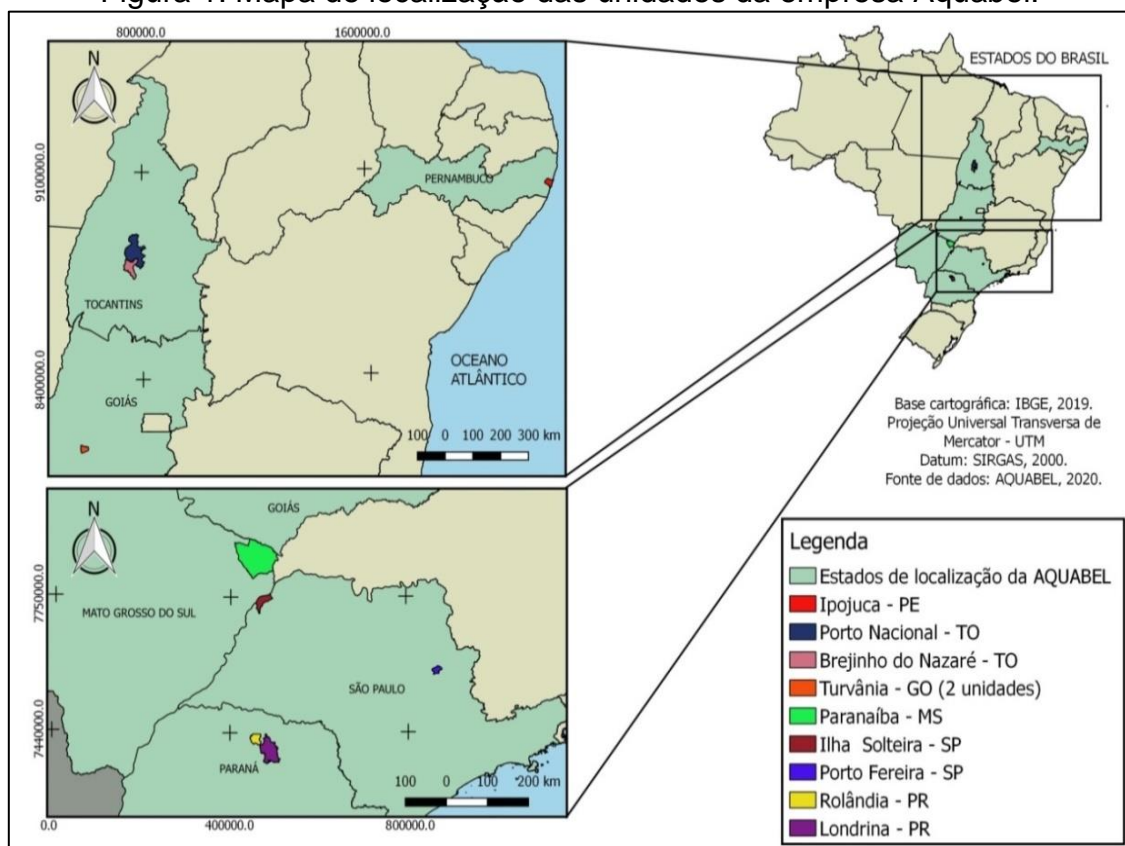 Figura 1: Mapa de localização das unidades da empresa Aquabel.
800000.0
1600000.0
N
9100000.0
8400000.0
PERNAMBUCO
TOCANTINS
GOIÁS
OCEANO
ATLÂNTICO
100 0 100 200 300 km
ESTADOS DO BRASIL
Base cartográfica: IBGE, 2019.
Projeção Universal Transversa de
Mercator - UTM
Datum: SIRGAS, 2000.
Fonte de dados: AQUABEL, 2020.
N
GOIÁS
7750000.0
7440000.0
MATO GROSSO DO SUL
SÃO PAULO
PARANÁ
100 0 100 200 km
0.0
400000.0
800000.0
Legenda
Estados de localização da AQUABEL
Ipojuca - PE
Porto Nacional - TO
Brejinho do Nazaré - TO
Turvânia - GO (2 unidades)
Paranaíba - MS
Ilha Solteira - SP
Porto Fereira - SP
Rolândia - PR
Londrina - PR